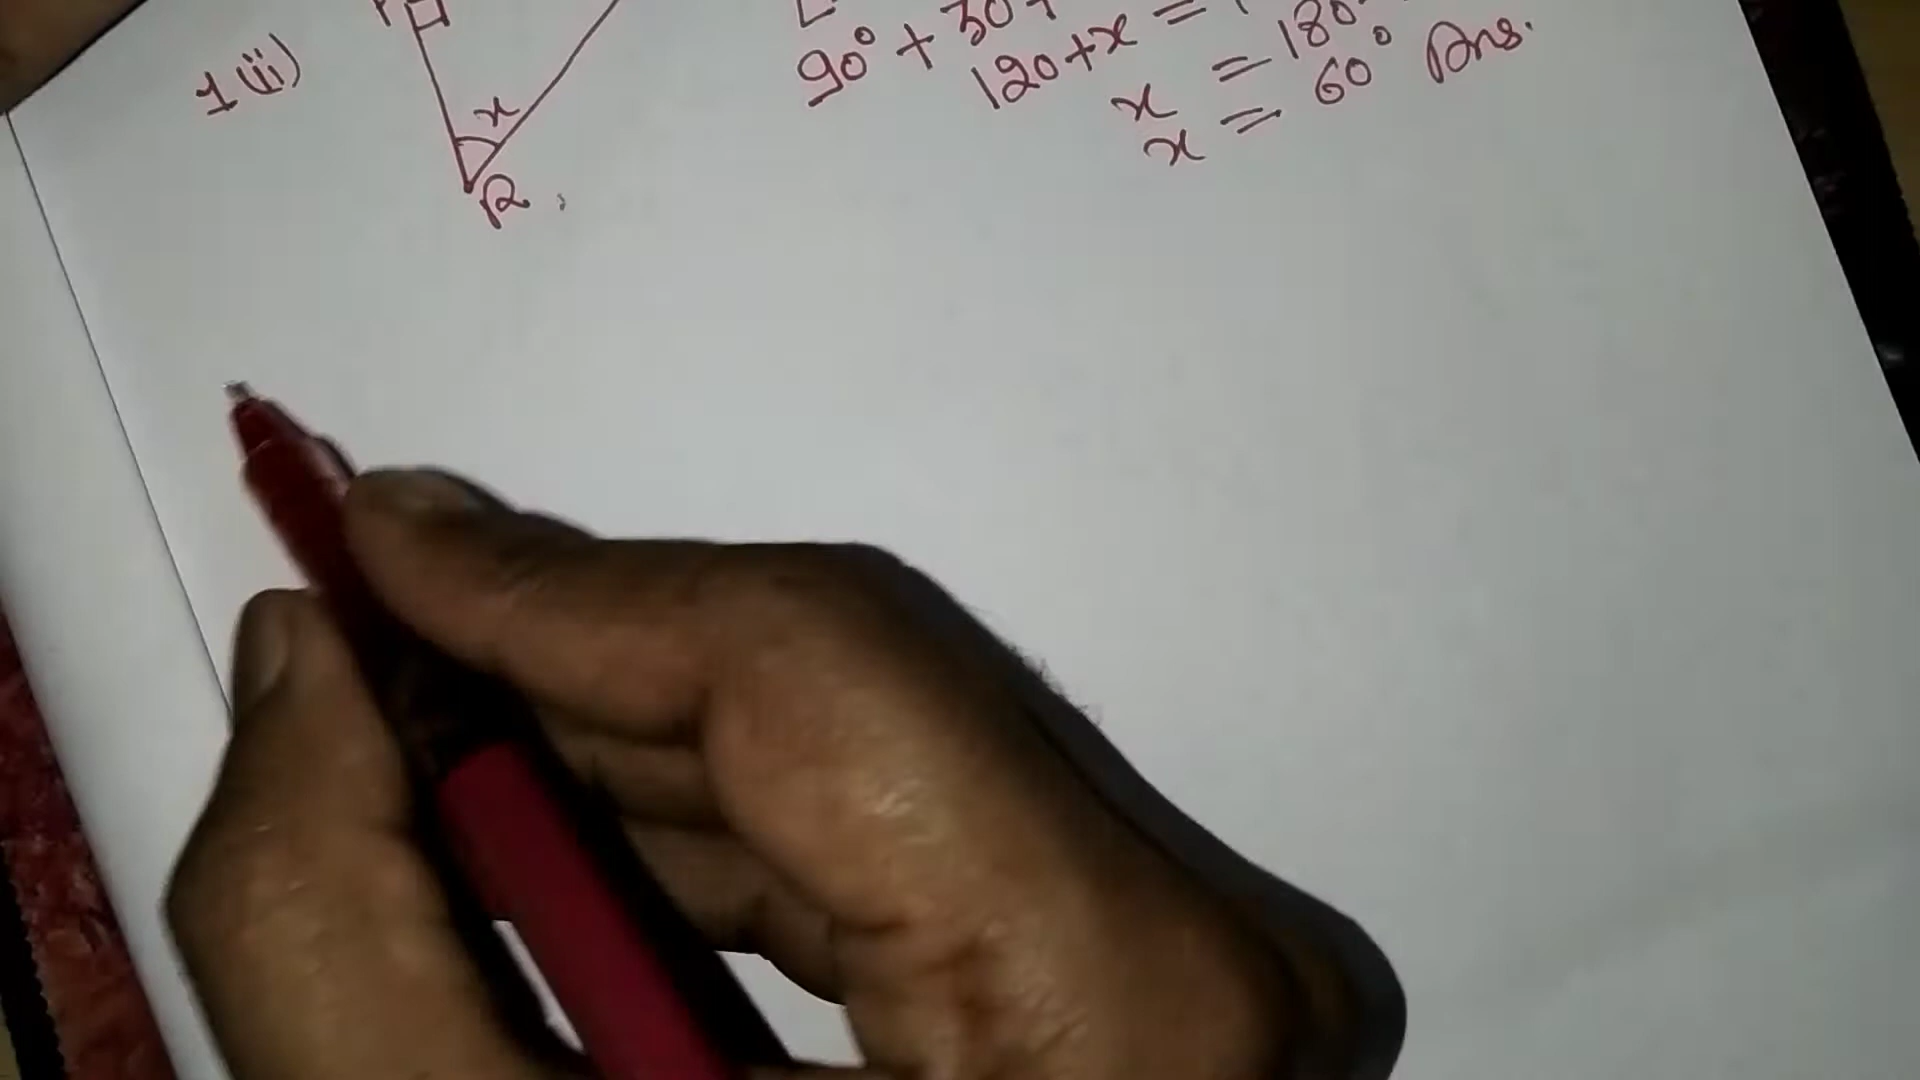 1(ii)
x
R
90° + 30 +
120 + x =
x = 180
x = 60° Ans.